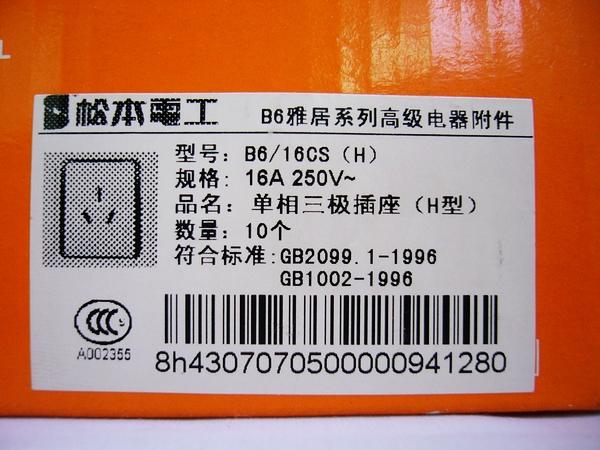 L
松本電工
B6雅居系列高级电器附件
型号：B6/16CS（H）
规格：16A 250V~
品名：单相三极插座（H型）
数量：10个
符合标准:GB2099.1-1996
GB1002-1996
CCC
A002355
8h43070705000000941280